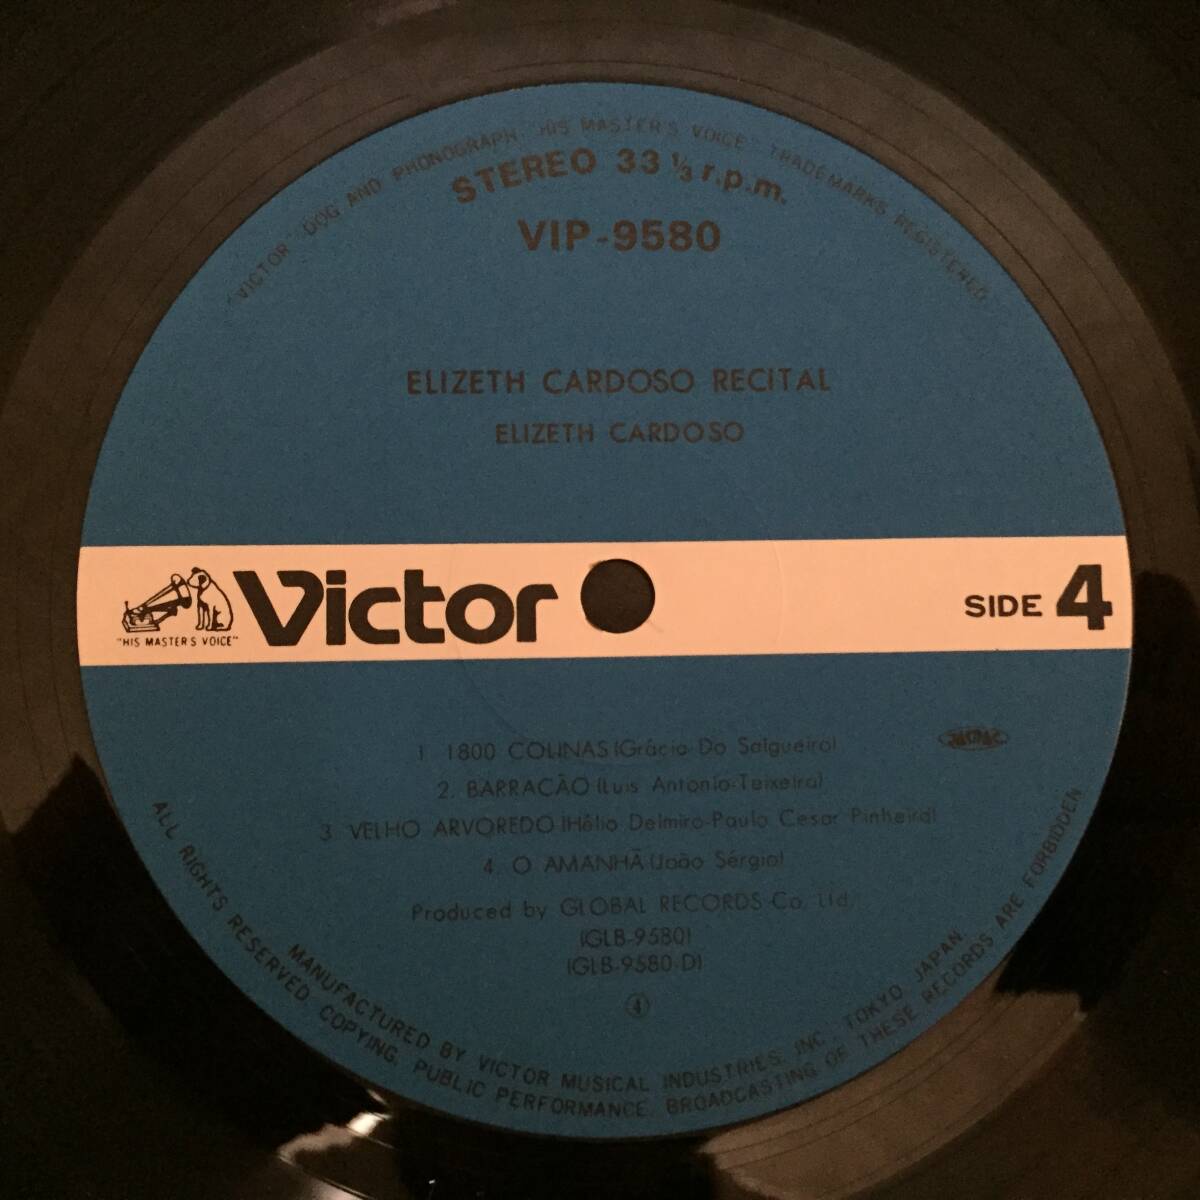 "VICTOR" "DOG AND PHONOGRAPH" "HIS MASTER'S VOICE" TRADEMARKS REGISTERED
STEREO 33 1/3 r.p.m.
VIP-9580
ELIZETH CARDOSO RECITAL
ELIZETH CARDOSO
"HIS MASTER'S VOICE"
Victor
SIDE 4
1. 1800 COLINAS (Grácia Do Salgueiro)
2. BARRACÃO (Luis Antonio-Teixeira)
3. VELHO ARVOREDO (Hélio Delmiro-Paulo Cesar Pinheiro)
4. O AMANHÃ (João Sérgio)
Produced by GLOBAL RECORDS Co. Ltd.
(GLB-9580)
(GLB-9580-D)
④
MANUFACTURED BY VICTOR MUSICAL INDUSTRIES, INC. TOKYO JAPAN.
ALL RIGHTS RESERVED. COPYING, PUBLIC PERFORMANCE, BROADCASTING OF THESE RECORDS ARE FORBIDDEN